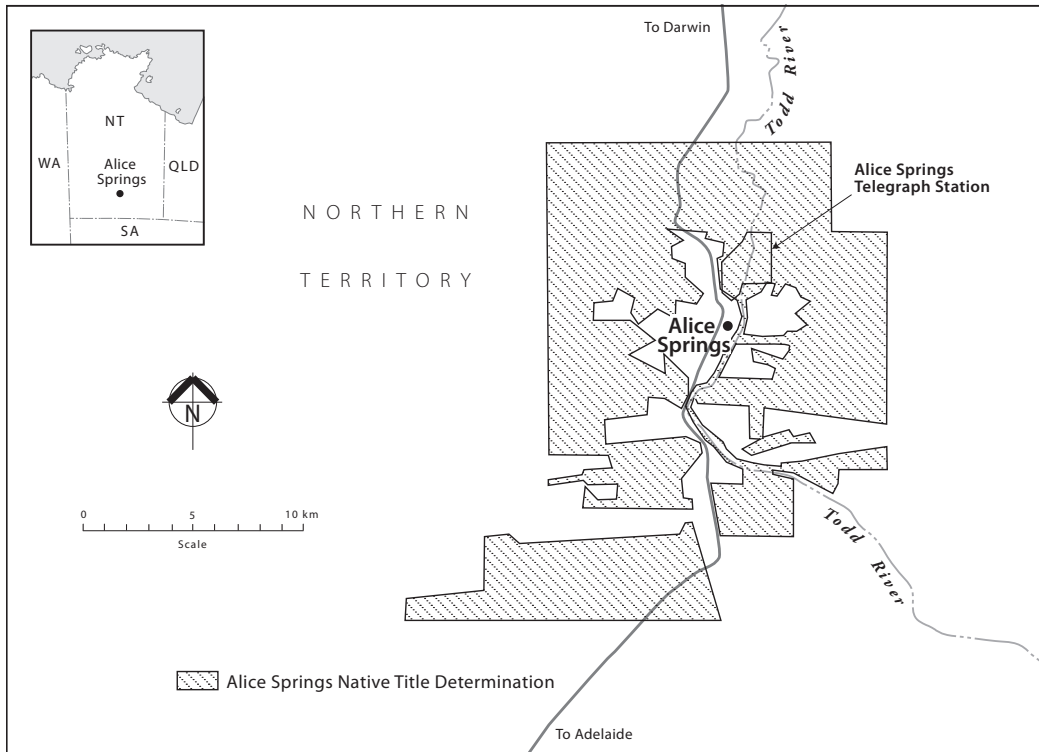 To Darwin
Todd River
NT
WA
Alice
Springs
QLD
SA
NORTHERN
TERRITORY
Alice Springs
Telegraph Station
Alice
Springs
N
0 5 10 km
Scale
Todd River
Alice Springs Native Title Determination
To Adelaide